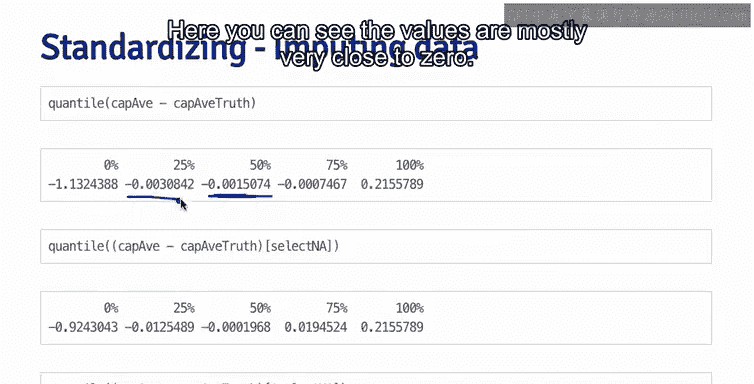 Here you can see the values are mostly
very close to zero.
Standardizing - Imputing data
quantile(capAve - capAveTruth)
0% 25% 50% 75% 100%
-1.1324388 -0.0030842 -0.0015074 -0.0007467 0.2155789
quantile((capAve - capAveTruth)[selectNA])
0% 25% 50% 75% 100%
-0.9243043 -0.0125489 -0.0001968 0.0194524 0.2155789